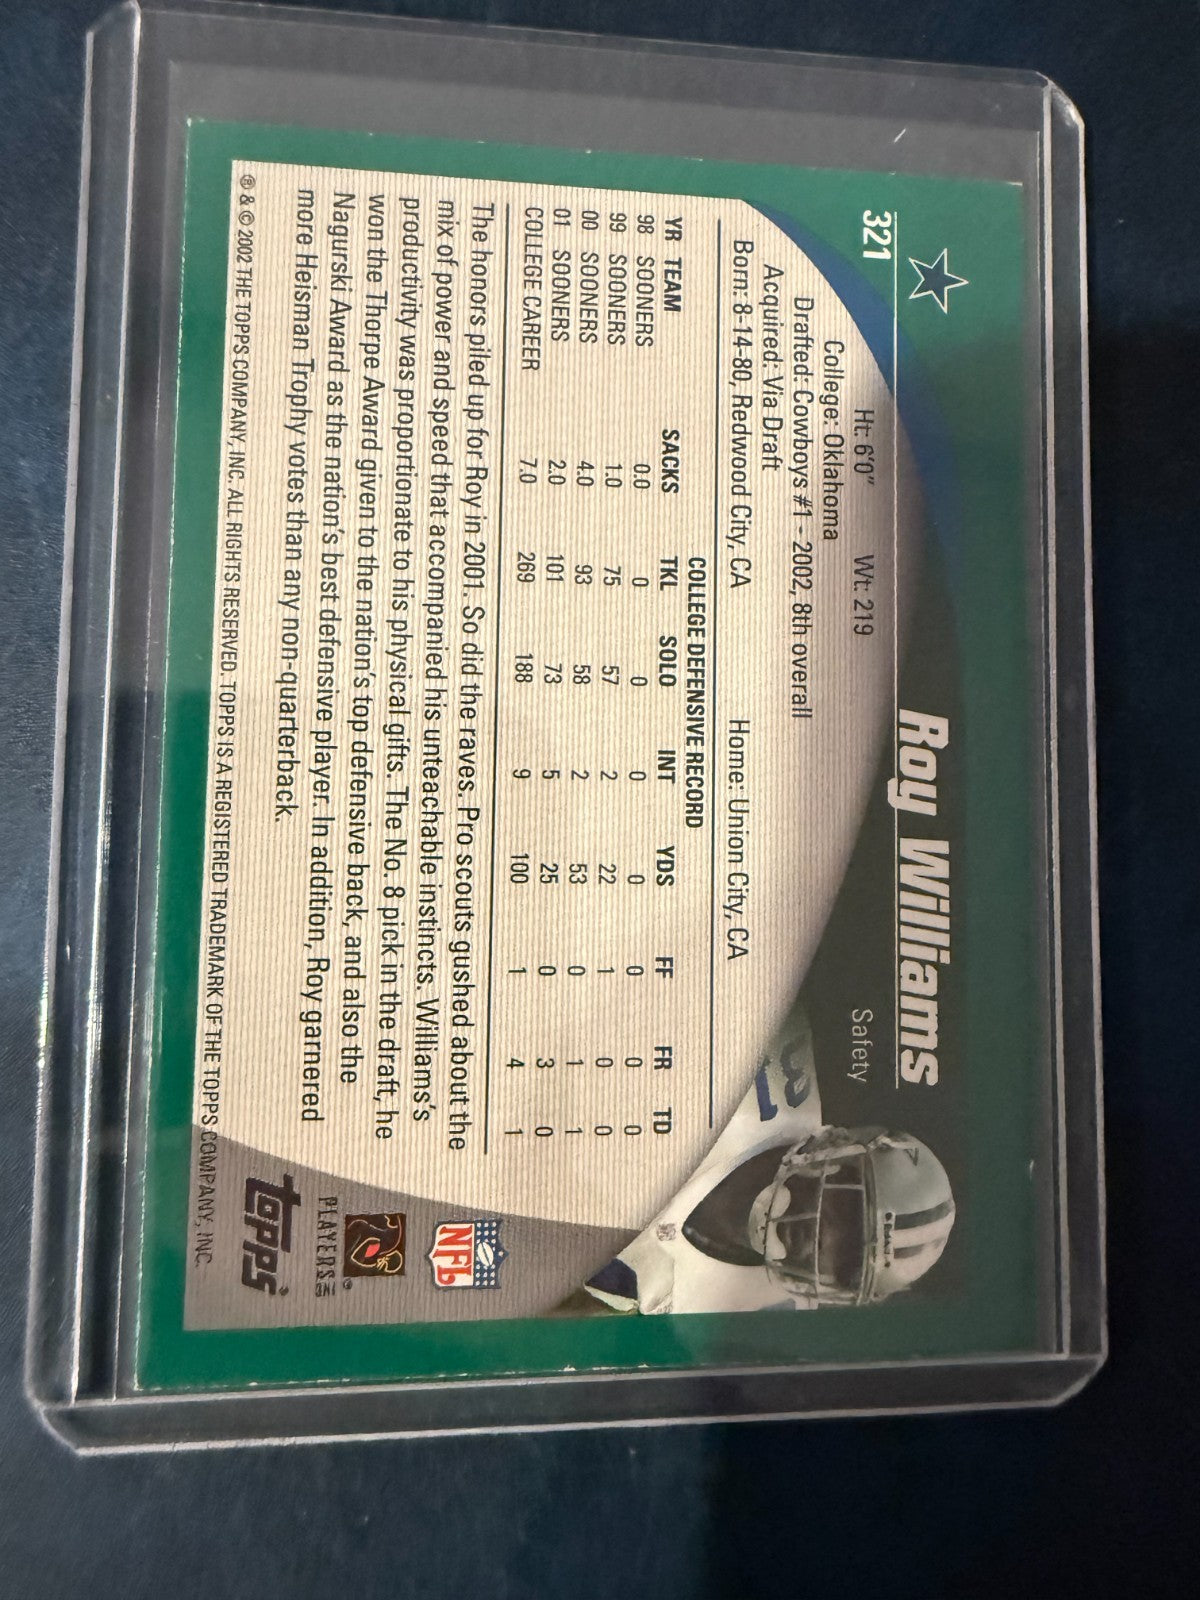 321
Roy Williams
Ht: 6'0" Wt: 219 Safety
College: Oklahoma
Drafted: Cowboys #1 - 2002, 8th overall
Acquired: Via Draft
Born: 8-14-80, Redwood City, CA Home: Union City, CA
COLLEGE DEFENSIVE RECORD
YR TEAM SACKS TKL SOLO INT YDS FF FR TD
98 SOONERS 0.0 0 0 0 0 0 0 0
99 SOONERS 1.0 75 57 2 22 1 0 0
00 SOONERS 4.0 93 58 2 53 0 1 1
01 SOONERS 2.0 101 73 5 25 0 3 0
COLLEGE CAREER 7.0 269 188 9 100 1 4 1
The honors piled up for Roy in 2001. So did the raves. Pro scouts gushed about the
mix of power and speed that accompanied his unteachable instincts. Williams's
productivity was proportionate to his physical gifts. The No. 8 pick in the draft, he
won the Thorpe Award given to the nation's top defensive back, and also the
Nagurski Award as the nation's best defensive player. In addition, Roy garnered
more Heisman Trophy votes than any non-quarterback.
® & © 2002 THE TOPPS COMPANY, INC. ALL RIGHTS RESERVED. TOPPS IS A REGISTERED TRADEMARK OF THE TOPPS COMPANY, INC.
NFL
PLAYERS INC
topps
Riddell
31